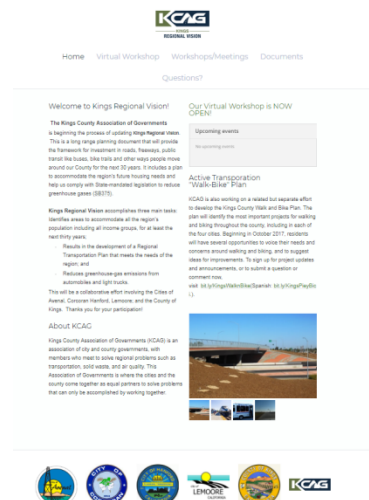 KCAG
KINGS
REGIONAL VISION
Home Virtual Workshop Workshops/Meetings Documents
Questions?
Welcome to Kings Regional Vision!
The Kings County Association of Governments
is beginning the process of updating Kings Regional Vision.
This is a long range planning document that will provide
the framework for investment in roads, freeways, public
transit like buses, bike trails and other ways people move
around our County for the next 30 years. It includes a plan
to accommodate the region's future housing needs and
help us comply with State-mandated legislation to reduce
greenhouse gases (SB375).
Kings Regional Vision accomplishes three main tasks:
Identifies areas to accommodate all the region's
population including all income groups, for at least the
next thirty years;
Results in the development of a Regional
Transportation Plan that meets the needs of the
region; and
Reduces greenhouse-gas emissions from
automobiles and light trucks.
This will be a collaborative effort involving the Cities of
Avenal, Corcoran Hanford, Lemoore, and the County of
Kings. Thank you for your participation!
About KCAG
Kings County Association of Governments (KCAG) is an
association of city and county governments, with
members who meet to solve regional problems such as
transportation, solid waste, and air quality. This
Association of Governments is where the cities and the
county come together as equal partners to solve problems
that can only be accomplished by working together.
Our Virtual Workshop is NOW
OPEN!
Upcoming events
No upcoming events
Active Transporation
"Walk-Bike" Plan
KCAG is also working on a related but separate effort
to develop the Kings County Walk and Bike Plan. The
plan will identify the most important projects for walking
and biking throughout the county, including in each of
the four cities. Beginning in October 2017, residents
will have several opportunities to voice their needs and
concerns around walking and biking, and to suggest
ideas for improvements. To sign up for project updates
and announcements, or to submit a question or
comment now,
visit bit.ly/KingsWalknBike(Spanish:
CITY OF
LEMOORE
CALIFORNIA
KCAG